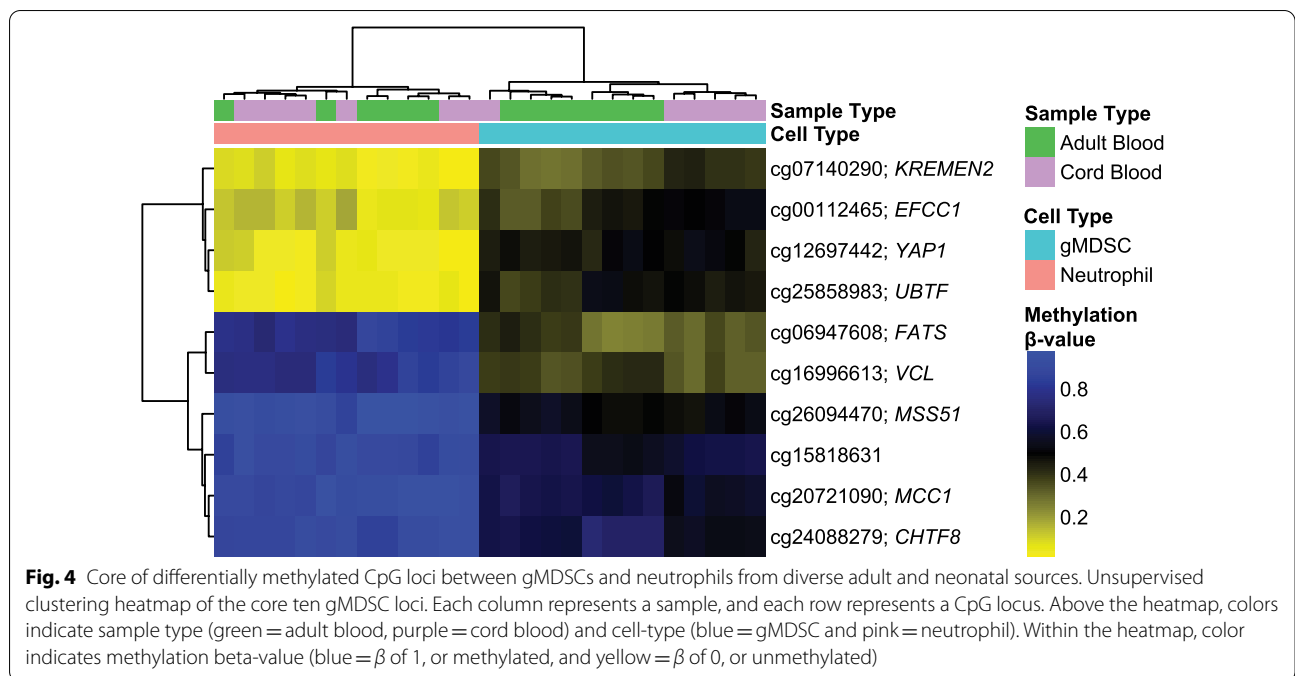 Sample Type
Cell Type
cg07140290; KREMEN2
cg00112465; EFCC1
cg12697442; YAP1
cg25858983; UBTF
cg06947608; FATS
cg16996613; VCL
cg26094470; MSS51
cg15818631
cg20721090; MCC1
cg24088279; CHTF8
Sample Type
Adult Blood
Cord Blood
Cell Type
gMDSC
Neutrophil
Methylation
β-value
0.8
0.6
0.4
0.2
Fig. 4 Core of differentially methylated CpG loci between gMDSCs and neutrophils from diverse adult and neonatal sources. Unsupervised
clustering heatmap of the core ten gMDSC loci. Each column represents a sample, and each row represents a CpG locus. Above the heatmap, colors
indicate sample type (green = adult blood, purple = cord blood) and cell-type (blue = gMDSC and pink = neutrophil). Within the heatmap, color
indicates methylation beta-value (blue = β of 1, or methylated, and yellow = β of 0, or unmethylated)